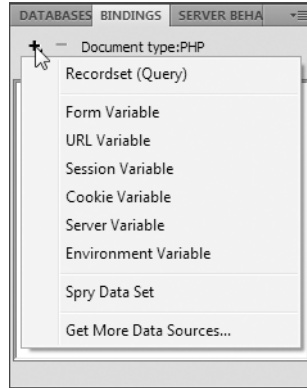 DATABASES BINDINGS SERVER BEHA
Document type:PHP
Recordset (Query)
Form Variable
URL Variable
Session Variable
Cookie Variable
Server Variable
Environment Variable
Spry Data Set
Get More Data Sources...